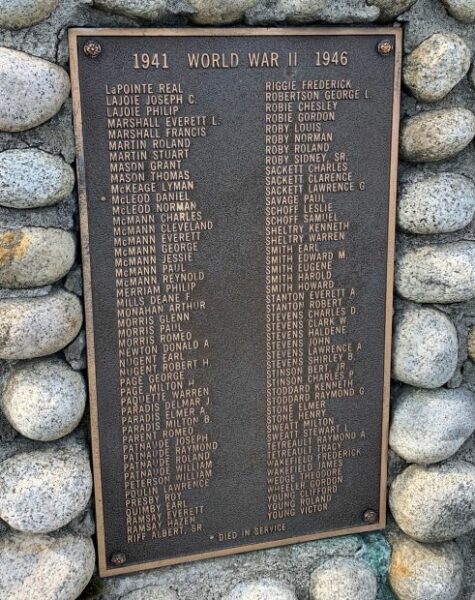 1941 WORLD WAR II 1946
LaPOINTE REAL
LAJOIE JOSEPH C.
LAJOIE PHILIP
MARSHALL EVERETT L.
MARSHALL FRANCIS
MARTIN ROLAND
MARTIN STUART
MASON GRANT
MASON THOMAS
McKEAGE LYMAN
McLEOD DANIEL
McLEOD NORMAN
McMANN CHARLES
McMANN CLEVELAND
McMANN EVERETT
McMANN GEORGE
McMANN JESSIE
McMANN PAUL
McMANN REYNOLD
MERRIAM PHILIP
MILLS DEANE F.
MONAHAN ARTHUR
MORRIS GLENN
MORRIS PAUL
MORRIS ROMEO
NEWTON DONALD A.
NUGENT EARL
NUGENT ROBERT H.
PAGE GEORGE
PAGE MILTON H
PAQUETTE WARREN
PARADIS DELMAR J.
PARADIS ELMER A.
PARADIS MILTON B.
PARENT ROMEO
PATNAUDE JOSEPH
PATNAUDE RAYMOND
PATNAUDE ROLAND
PATNAUDE WILLIAM
PETERSON WILLIAM
POULIN LAWRENCE
PRESBY ROY
QUIMBY EARL
RAMSAY EVERETT
RAMSAY HAZEN
RIFF ALBERT, SR.
RIGGIE FREDERICK
ROBERTSON GEORGE L.
ROBIE CHESLEY
ROBIE GORDON
ROBY LOUIS
ROBY NORMAN
ROBY ROLAND
ROBY SIDNEY, SR.
SACKETT CHARLES
SACKETT CLARENCE
SACKETT LAWRENCE G.
SAVAGE PAUL
SCHOFF LESLIE
SCHOFF SAMUEL
SHELTRY KENNETH
SHELTRY WARREN
SMITH EARL
SMITH EDWARD M.
SMITH EUGENE
SMITH HAROLD
SMITH HOWARD
STANTON EVERETT A.
STANTON ROBERT
STEVENS CHARLES D.
STEVENS CLARK W.
STEVENS HALDENE
STEVENS JOHN
STEVENS LAWRENCE A.
STEVENS SHIRLEY B.
STINSON BERT, JR.
STINSON CHARLES P.
STODDARD KENNETH
STODDARD RAYMOND G.
STONE ELMER
STONE HENRY
SWEATT MILTON
SWEATT STEWART L.
TETREAULT RAYMOND A.
TETREAULT TRACY
WAKEFIELD FREDERICK
WAKEFIELD JAMES
WEDGE THEODORE
WHEELER GORDON
YOUNG CLIFFORD
YOUNG ROLAND
YOUNG VICTOR
* DIED IN SERVICE